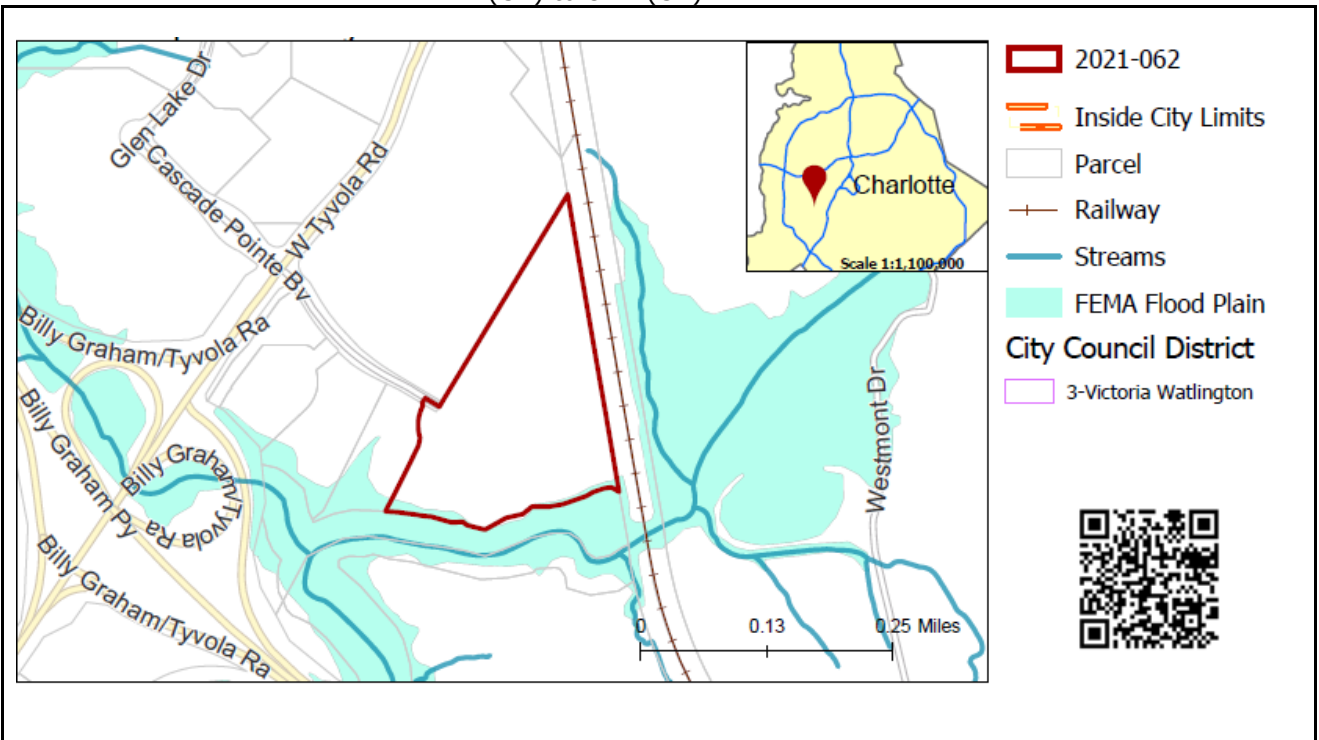 Glen Lake Dr
Cascade Pointe Bv
W Tyvola Rd
Billy Graham/Tyvola Ra
Billy Graham Py
Billy Graham/Tyvola Ra
Billy Graham/Tyvola Ra
Westmont Dr
0 0.13 0.25 Miles
Charlotte
Scale 1:1,100,000
2021-062
Inside City Limits
Parcel
Railway
Streams
FEMA Flood Plain
City Council District
3-Victoria Watlington